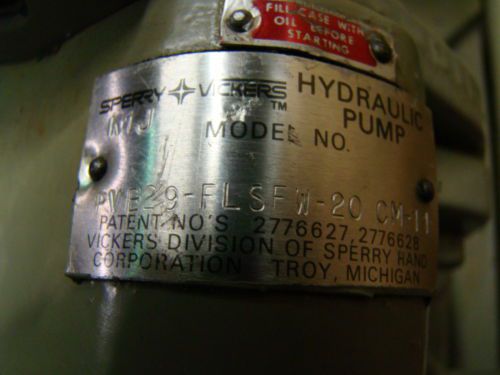 FILL CASE WITH
OIL BEFORE
STARTING
SPERRY VICKERS TM
HYDRAULIC
PUMP
MODEL NO.
PVB29-FLSFW-20 CM-11
PATENT NO'S 2776627,2776628
VICKERS DIVISION OF SPERRY RAND
CORPORATION TROY, MICHIGAN